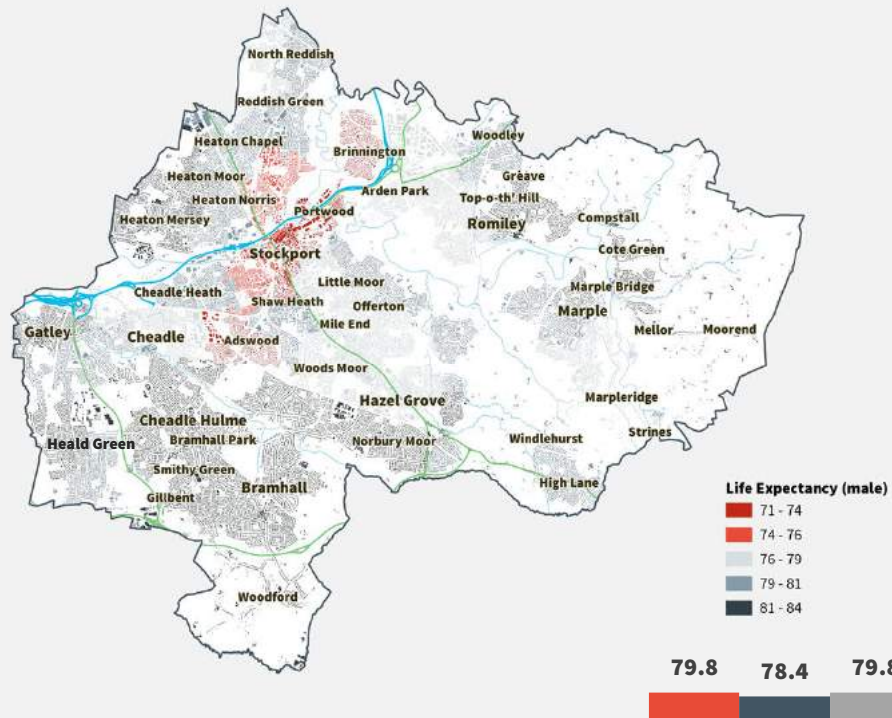 North Reddish
Reddish Green
Heaton Chapel
Brinnington
Woodley
Heaton Moor
Greave
Arden Park
Heaton Norris
Top-o-th' Hill
Portwood
Heaton Mersey
Romiley
Compstall
Stockport
Cote Green
Little Moor
Cheadle Heath
Marple Bridge
Shaw Heath
Offerton
Marple
Gatley
Mile End
Cheadle
Adswood
Mellor
Moorend
Woods Moor
Hazel Grove
Marpleridge
Cheadle Hulme
Strines
Heald Green
Bramhall Park
Norbury Moor
Windlehurst
Smithy Green
High Lane
Bramhall
Gillbent
Woodford
Life Expectancy (male)
71 - 74
74 - 76
76 - 79
79 - 81
81 - 84
79.8 78.4 79.8